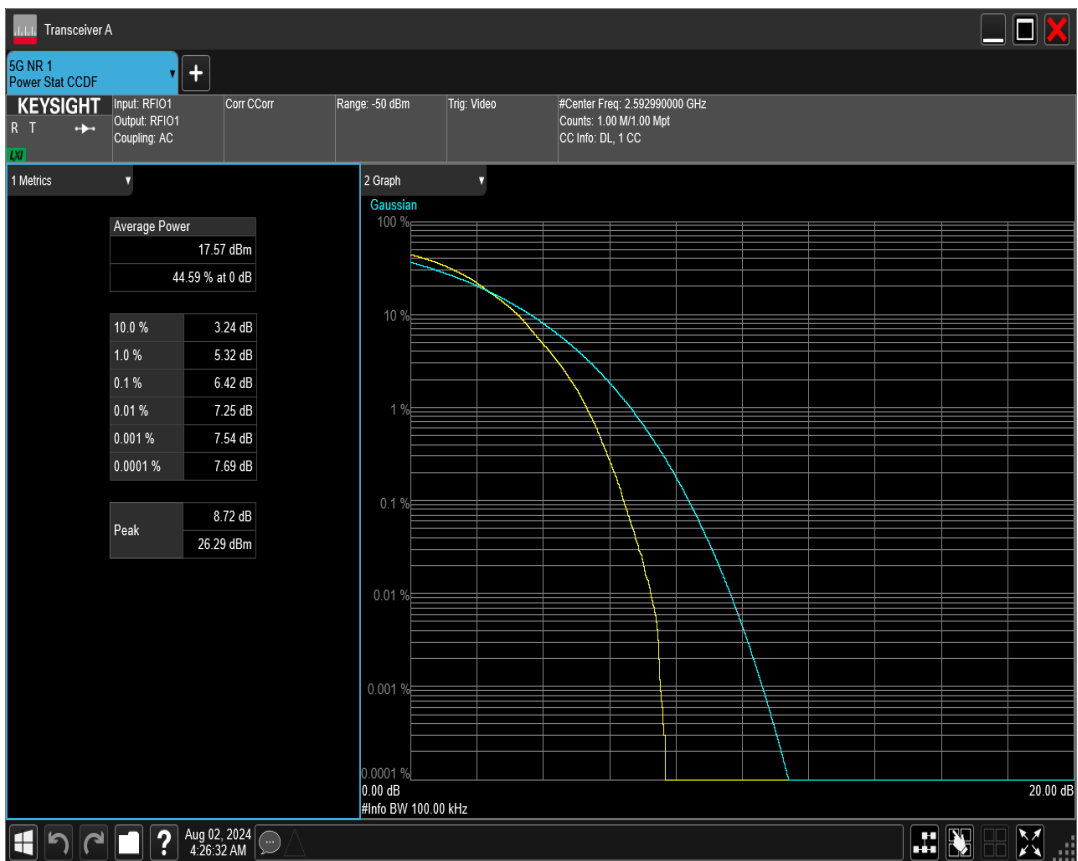 Transceiver A
5G NR 1
Power Stat CCDF
+
KEYSIGHT
R T
LXI
Input: RFIO1
Output: RFIO1
Coupling: AC
Corr CCorr
Range: -50 dBm
Trig: Video
#Center Freq: 2.592990000 GHz
Counts: 1.00 M/1.00 Mpt
CC Info: DL, 1 CC
1 Metrics
Average Power
17.57 dBm
44.59 % at 0 dB
10.0 % 3.24 dB
1.0 % 5.32 dB
0.1 % 6.42 dB
0.01 % 7.25 dB
0.001 % 7.54 dB
0.0001 % 7.69 dB
Peak
8.72 dB
26.29 dBm
2 Graph
Gaussian
100 %
10 %
1 %
0.1 %
0.01 %
0.001 %
0.0001 %
0.00 dB 20.00 dB
#Info BW 100.00 kHz
?
Aug 02, 2024
4:26:32 AM